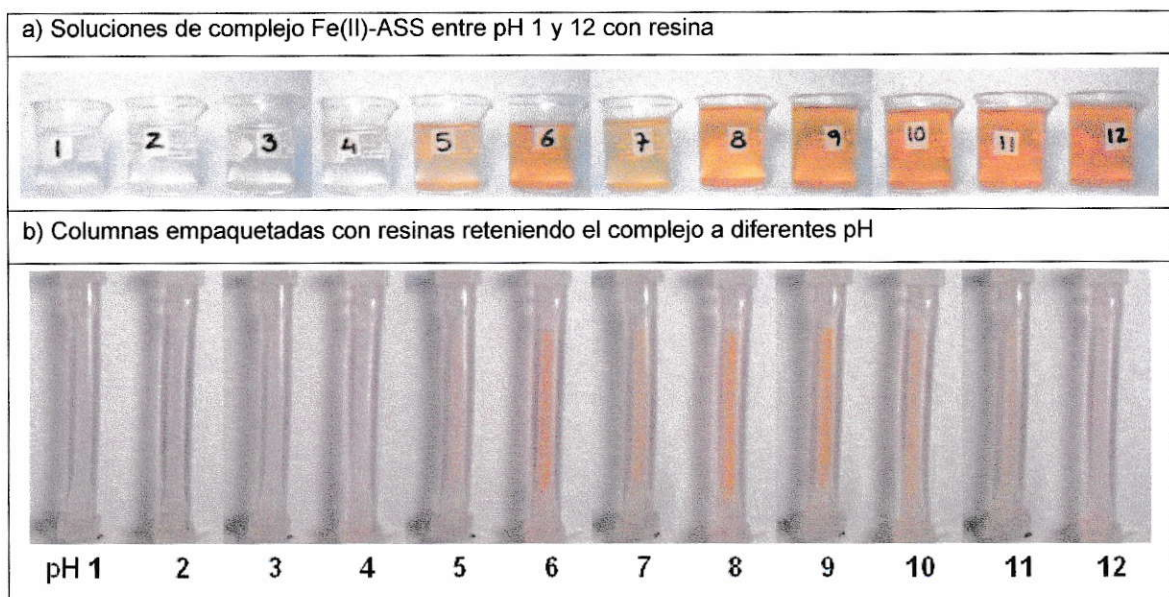 a) Soluciones de complejo Fe(II)-ASS entre pH 1 y 12 con resina
1 2 3 4 5 6 7 8 9 10 11 12
b) Columnas empaquetadas con resinas reteniendo el complejo a diferentes pH
pH 1 2 3 4 5 6 7 8 9 10 11 12